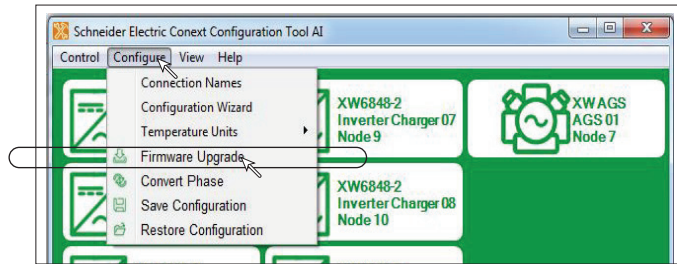 Schneider Electric Conext Configuration Tool AI
Control Configure View Help
Connection Names
Configuration Wizard
Temperature Units
Firmware Upgrade
Convert Phase
Save Configuration
Restore Configuration
XW6848-2
Inverter Charger 07
Node 9
XW AGS
AGS 01
Node 7
XW6848-2
Inverter Charger 08
Node 10